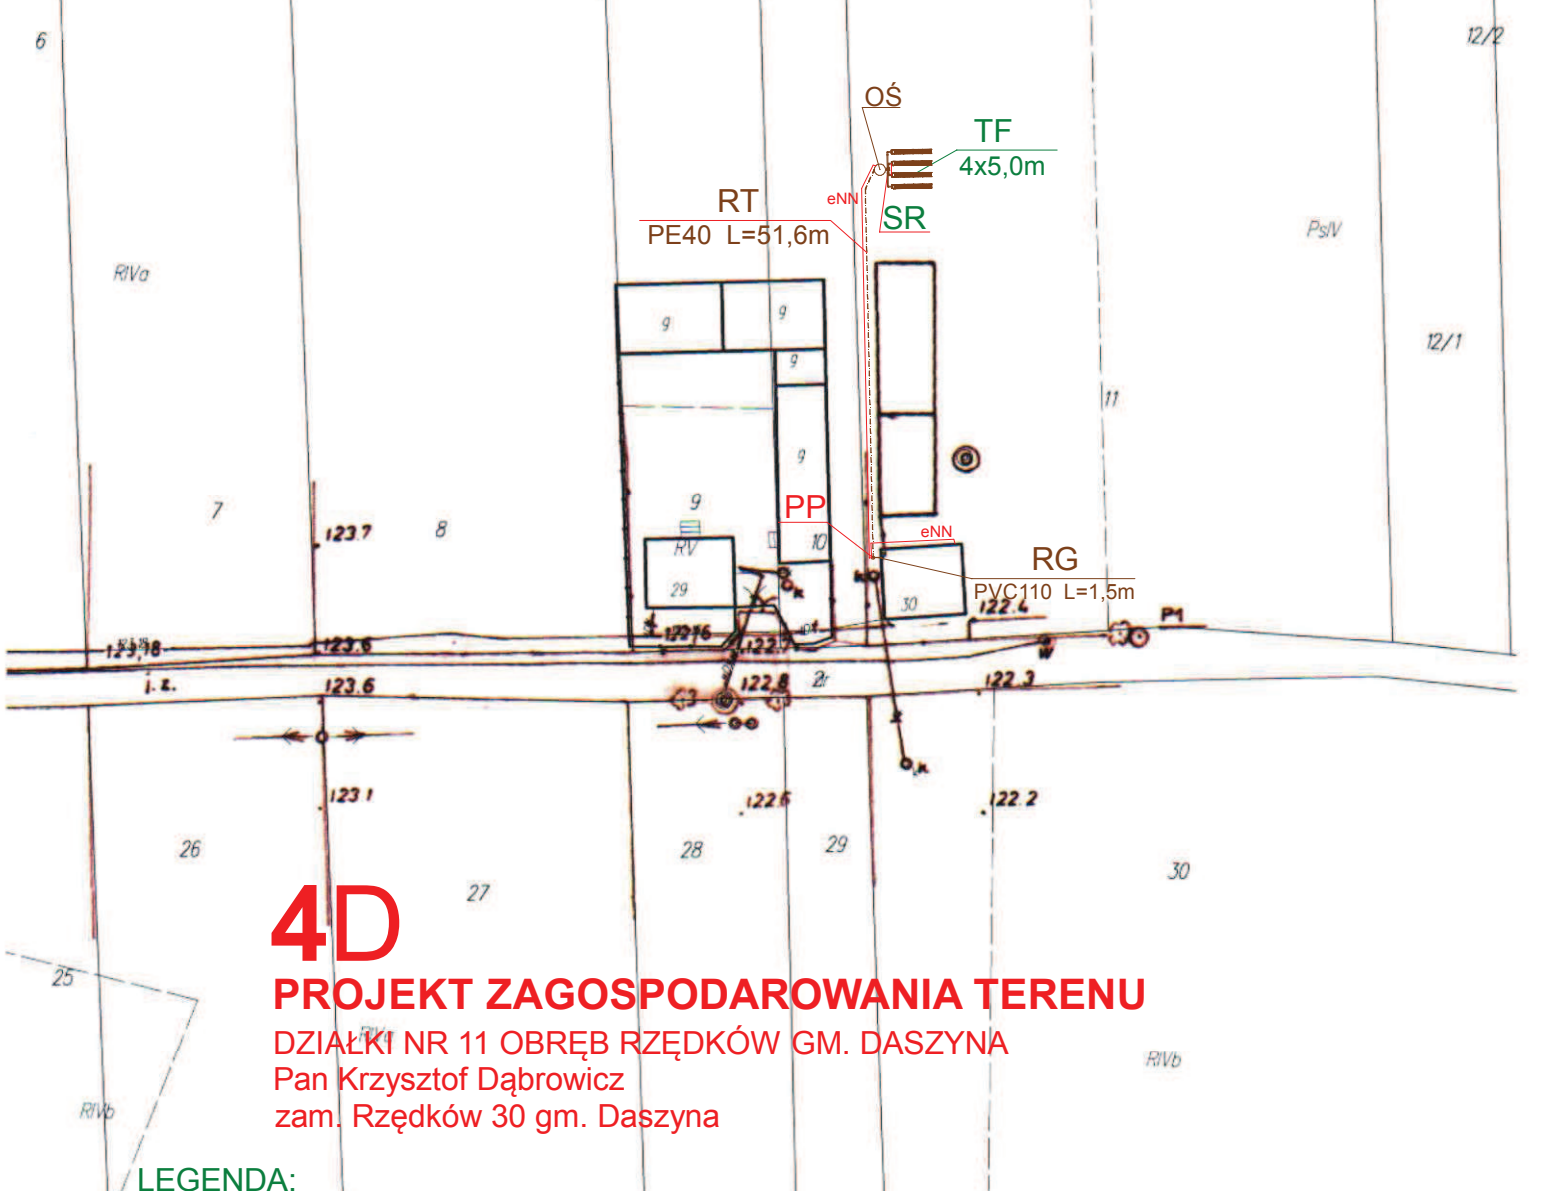 6
12/2
OŚ
TF
4x5,0m
RT
eNN
SR
PE40 L=51,6m
PsIV
RIVa
9
9
12/1
9
11
9
7
8
9
PP
123.7
eNN
10
RV
RG
29
PVC110 L=1,5m
k
k
30
122.4
P1
123.6
W
i.z.
123.6
122.8
2r
122.3
123.1
122.6
k
122.2
26
28
29
30
27
4D
25
PROJEKT ZAGOSPODAROWANIA TERENU
DZIAŁKI NR 11 OBRĘB RZĘDKÓW GM. DASZYNA
RIVb
Pan Krzysztof Dąbrowicz
RIVb
zam. Rzędków 30 gm. Daszyna
LEGENDA: